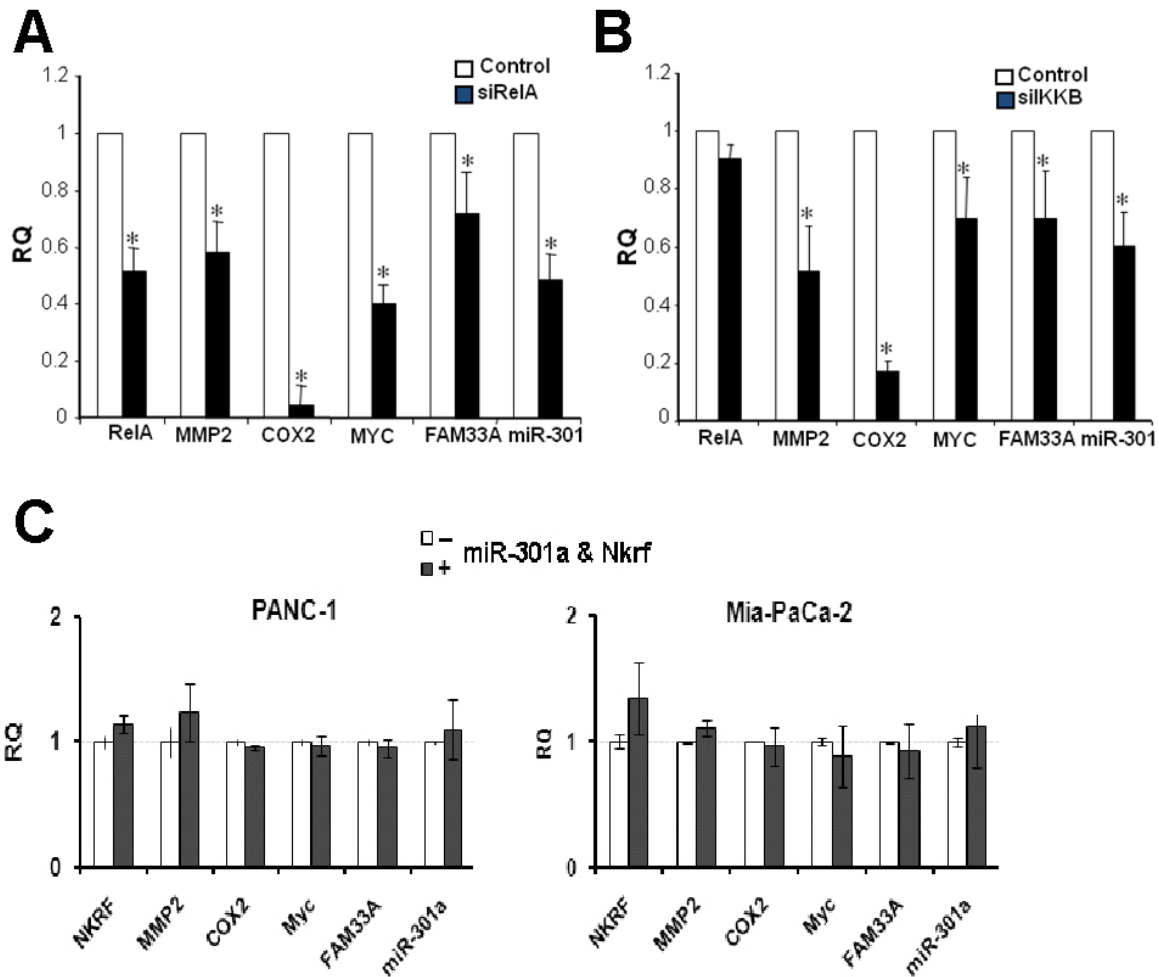 A
Control
siRelA
1.2
1
0.8
0.6
0.4
0.2
0
RQ
*
*
*
*
*
*
RelA MMP2 COX2 MYC FAM33A miR-301
B
Control
siIKKB
1.2
1
0.8
0.6
0.4
0.2
0
RQ
*
*
*
*
*
RelA MMP2 COX2 MYC FAM33A miR-301
C
− miR-301a & Nkrf
+
PANC-1
2
1
0
RQ
NKRF MMP2 COX2 Myc FAM33A miR-301a
Mia-PaCa-2
2
1
0
RQ
NKRF MMP2 COX2 Myc FAM33A miR-301a